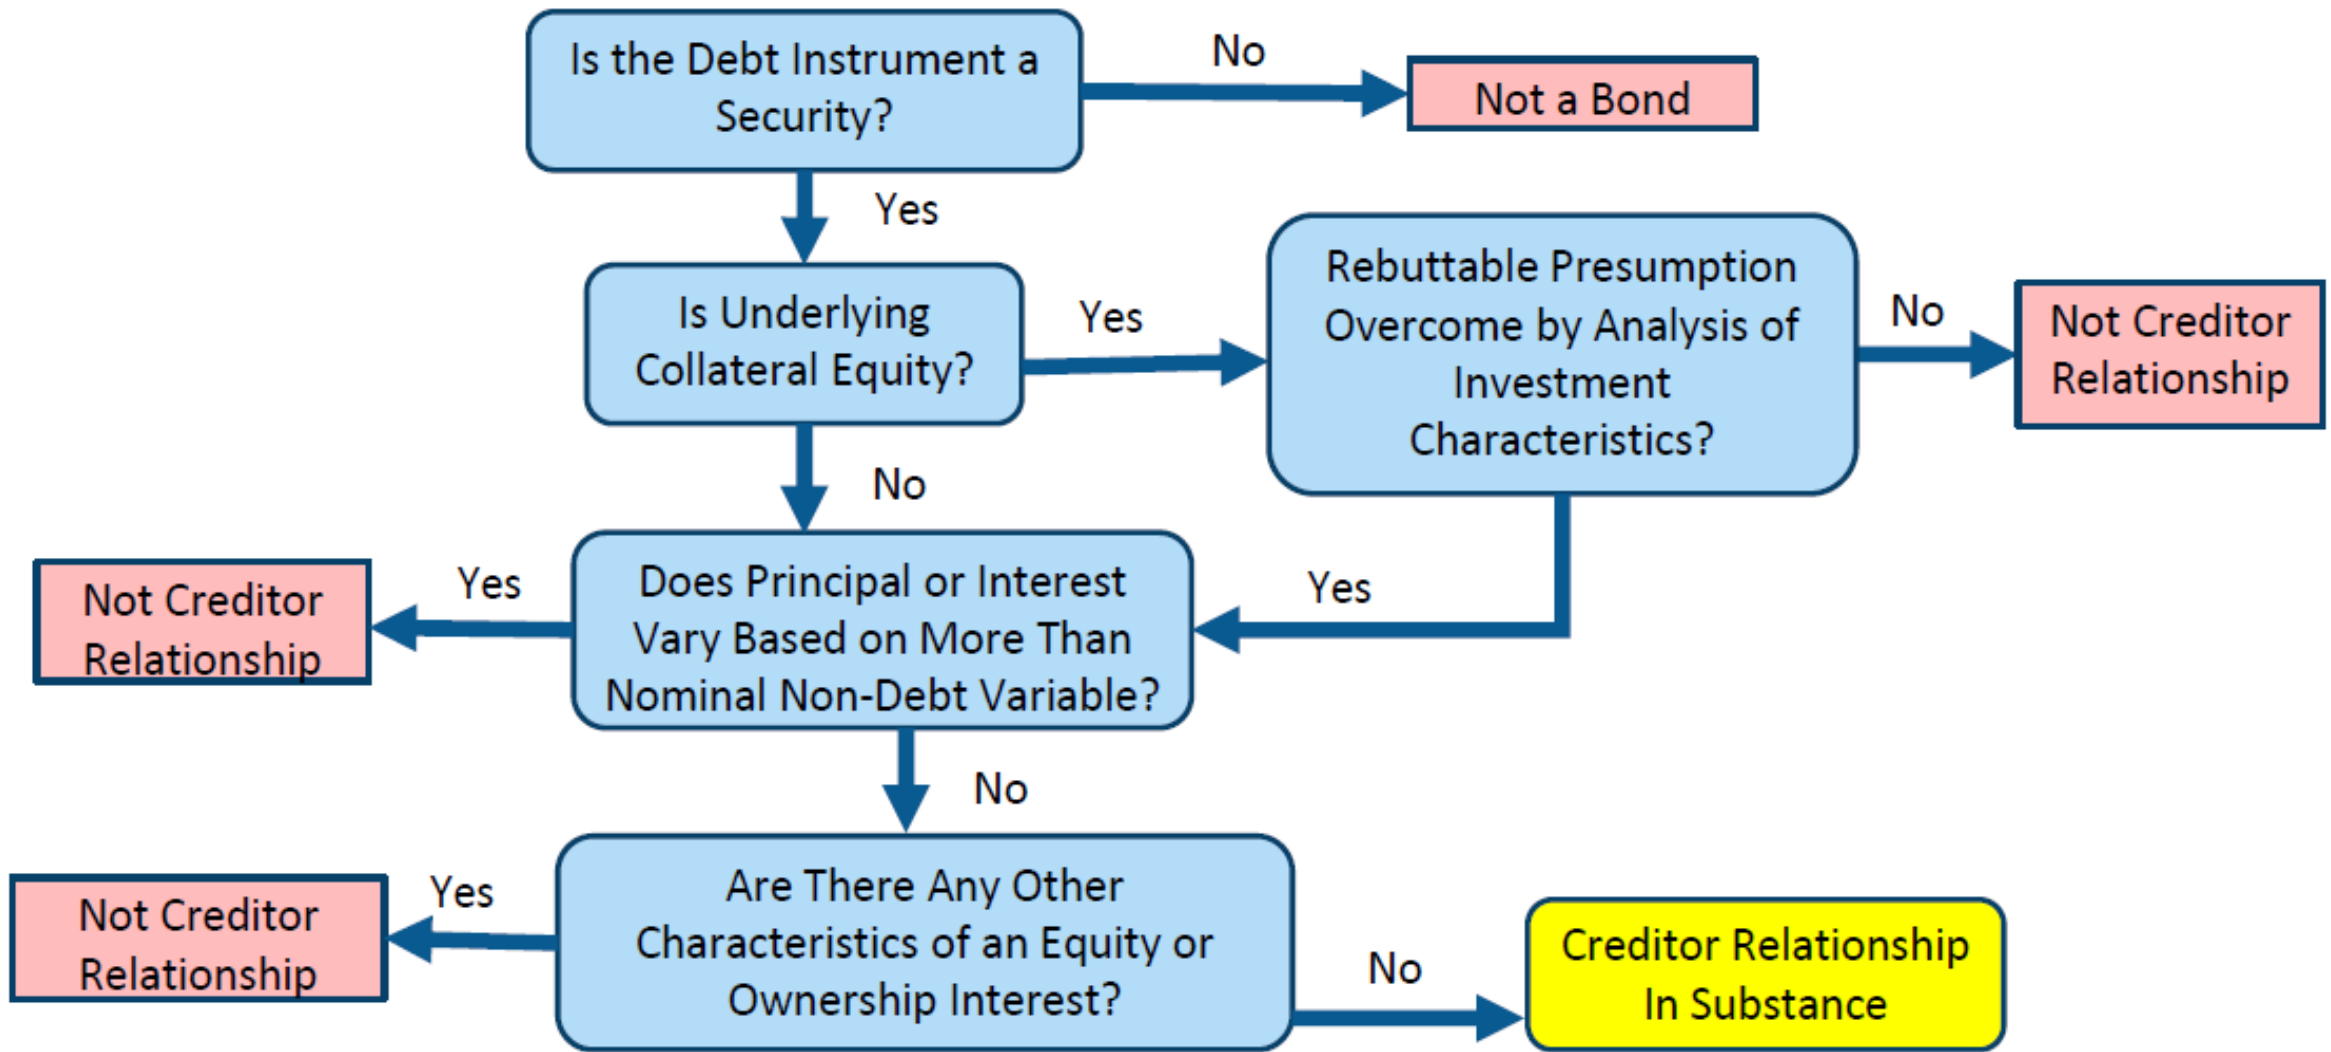 Is the Debt Instrument a
Security?
No
Not a Bond
Yes
Is Underlying
Collateral Equity?
Yes
Rebuttable Presumption
Overcome by Analysis of
Investment
Characteristics?
No
Not Creditor
Relationship
No
Yes
Does Principal or Interest
Vary Based on More Than
Nominal Non-Debt Variable?
Yes
Not Creditor
Relationship
No
Are There Any Other
Characteristics of an Equity or
Ownership Interest?
Yes
Not Creditor
Relationship
No
Creditor Relationship
In Substance